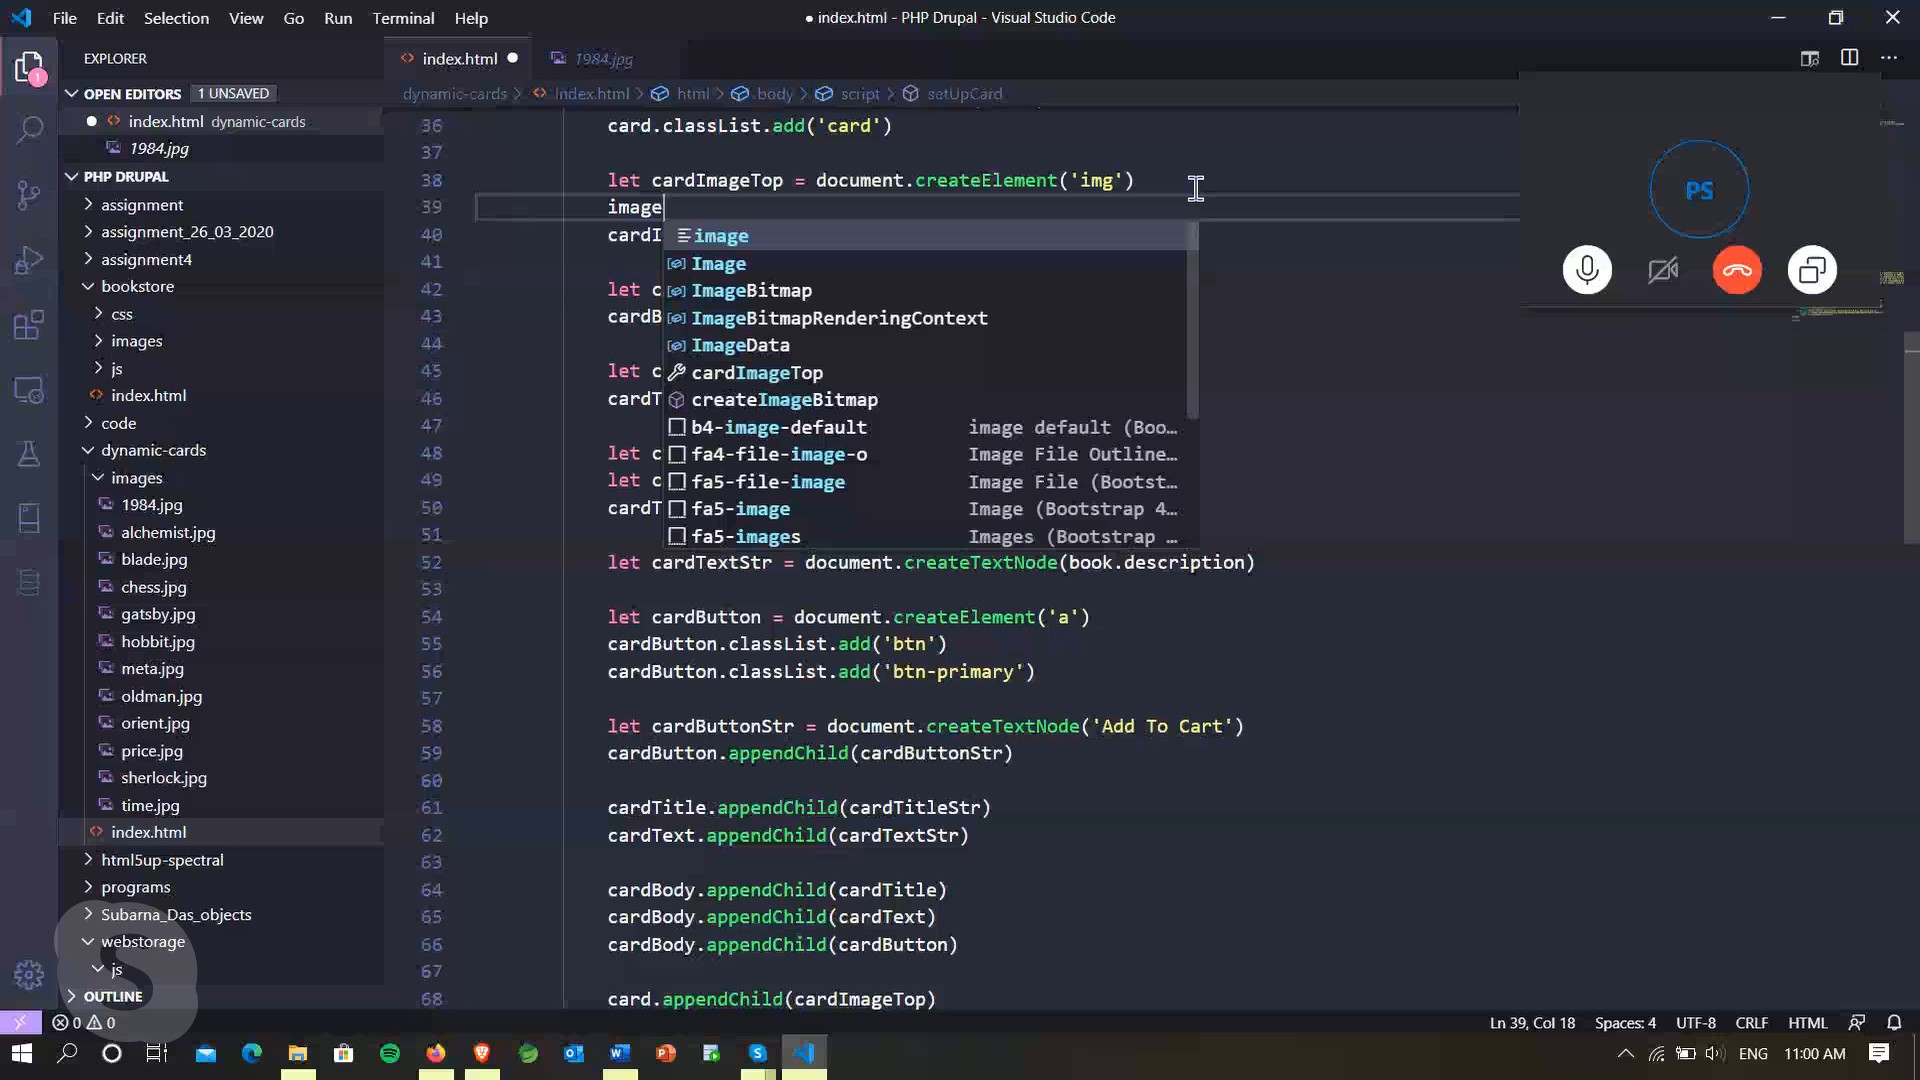 File Edit Selection View Go Run Terminal Help
● index.html - PHP Drupal - Visual Studio Code
EXPLORER
index.html
1984.jpg
OPEN EDITORS 1 UNSAVED
dynamic-cards > index.html > html > body > script > setUpCard
index.html dynamic-cards
1984.jpg
PHP DRUPAL
assignment
assignment_26_03_2020
assignment4
bookstore
css
images
js
index.html
code
dynamic-cards
images
1984.jpg
alchemist.jpg
blade.jpg
chess.jpg
gatsby.jpg
hobbit.jpg
meta.jpg
oldman.jpg
orient.jpg
price.jpg
sherlock.jpg
time.jpg
index.html
html5up-spectral
programs
Subarna_Das_objects
webstorage
js
OUTLINE
36 card.classList.add('card')
37
38 let cardImageTop = document.createElement('img')
39 image
40 cardI
41
42 let c
43 cardB
44
45 let c
46 cardT
47
48 let c
49 let c
50 cardT
51
52 let cardTextStr = document.createTextNode(book.description)
53
54 let cardButton = document.createElement('a')
55 cardButton.classList.add('btn')
56 cardButton.classList.add('btn-primary')
57
58 let cardButtonStr = document.createTextNode('Add To Cart')
59 cardButton.appendChild(cardButtonStr)
60
61 cardTitle.appendChild(cardTitleStr)
62 cardText.appendChild(cardTextStr)
63
64 cardBody.appendChild(cardTitle)
65 cardBody.appendChild(cardText)
66 cardBody.appendChild(cardButton)
67
68 card.appendChild(cardImageTop)
image
Image
ImageBitmap
ImageBitmapRenderingContext
ImageData
cardImageTop
createImageBitmap
b4-image-default image default (Boo…
fa4-file-image-o Image File Outline…
fa5-file-image Image File (Bootst…
fa5-image Image (Bootstrap 4…
fa5-images Images (Bootstrap …
PS
1
S
0 0
Ln 39, Col 18 Spaces: 4 UTF-8 CRLF HTML
ENG 11:00 AM